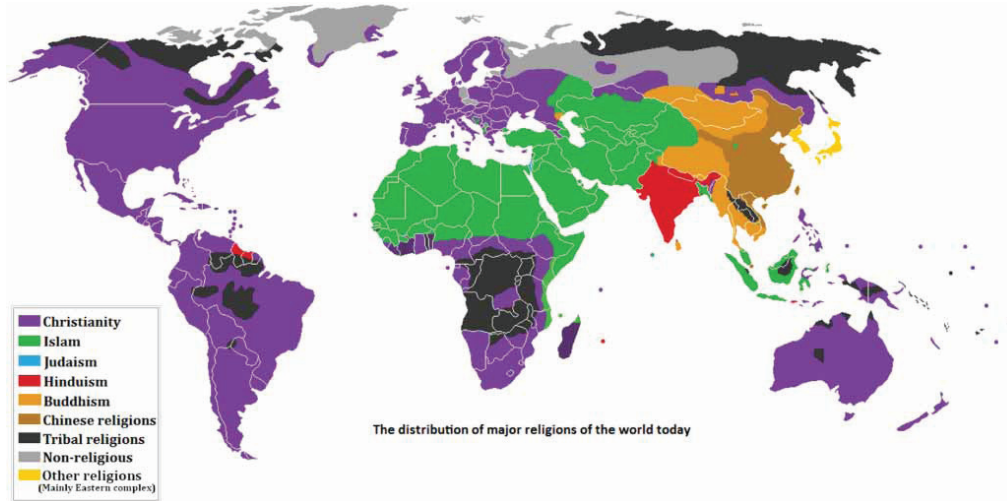 Christianity
Islam
Judaism
Hinduism
Buddhism
Chinese religions
Tribal religions
Non-religious
Other religions
(Mainly Eastern complex)
The distribution of major religions of the world today